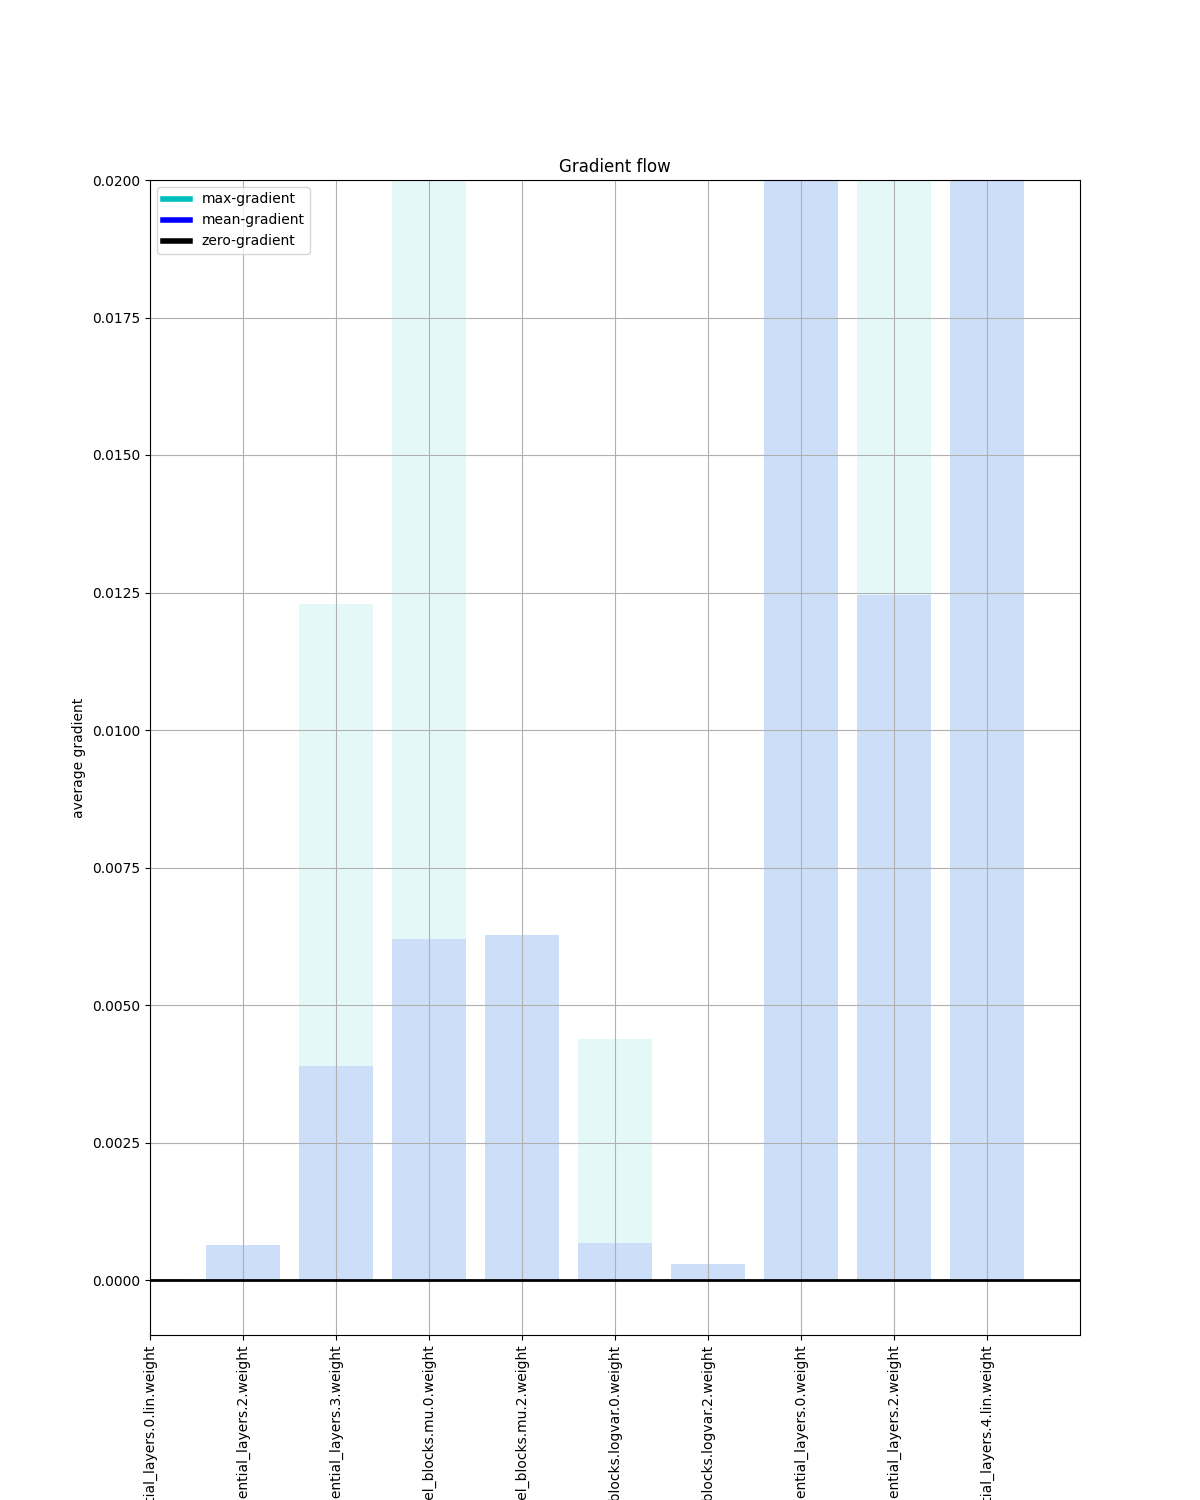 Gradient flow
max-gradient
mean-gradient
zero-gradient
0.0200
0.0175
0.0150
0.0125
0.0100
0.0075
0.0050
0.0025
0.0000
average gradient
tial_layers.0.lin.weight
ential_layers.2.weight
ential_layers.3.weight
el_blocks.mu.0.weight
el_blocks.mu.2.weight
blocks.logvar.0.weight
blocks.logvar.2.weight
ential_layers.0.weight
ential_layers.2.weight
tial_layers.4.lin.weight